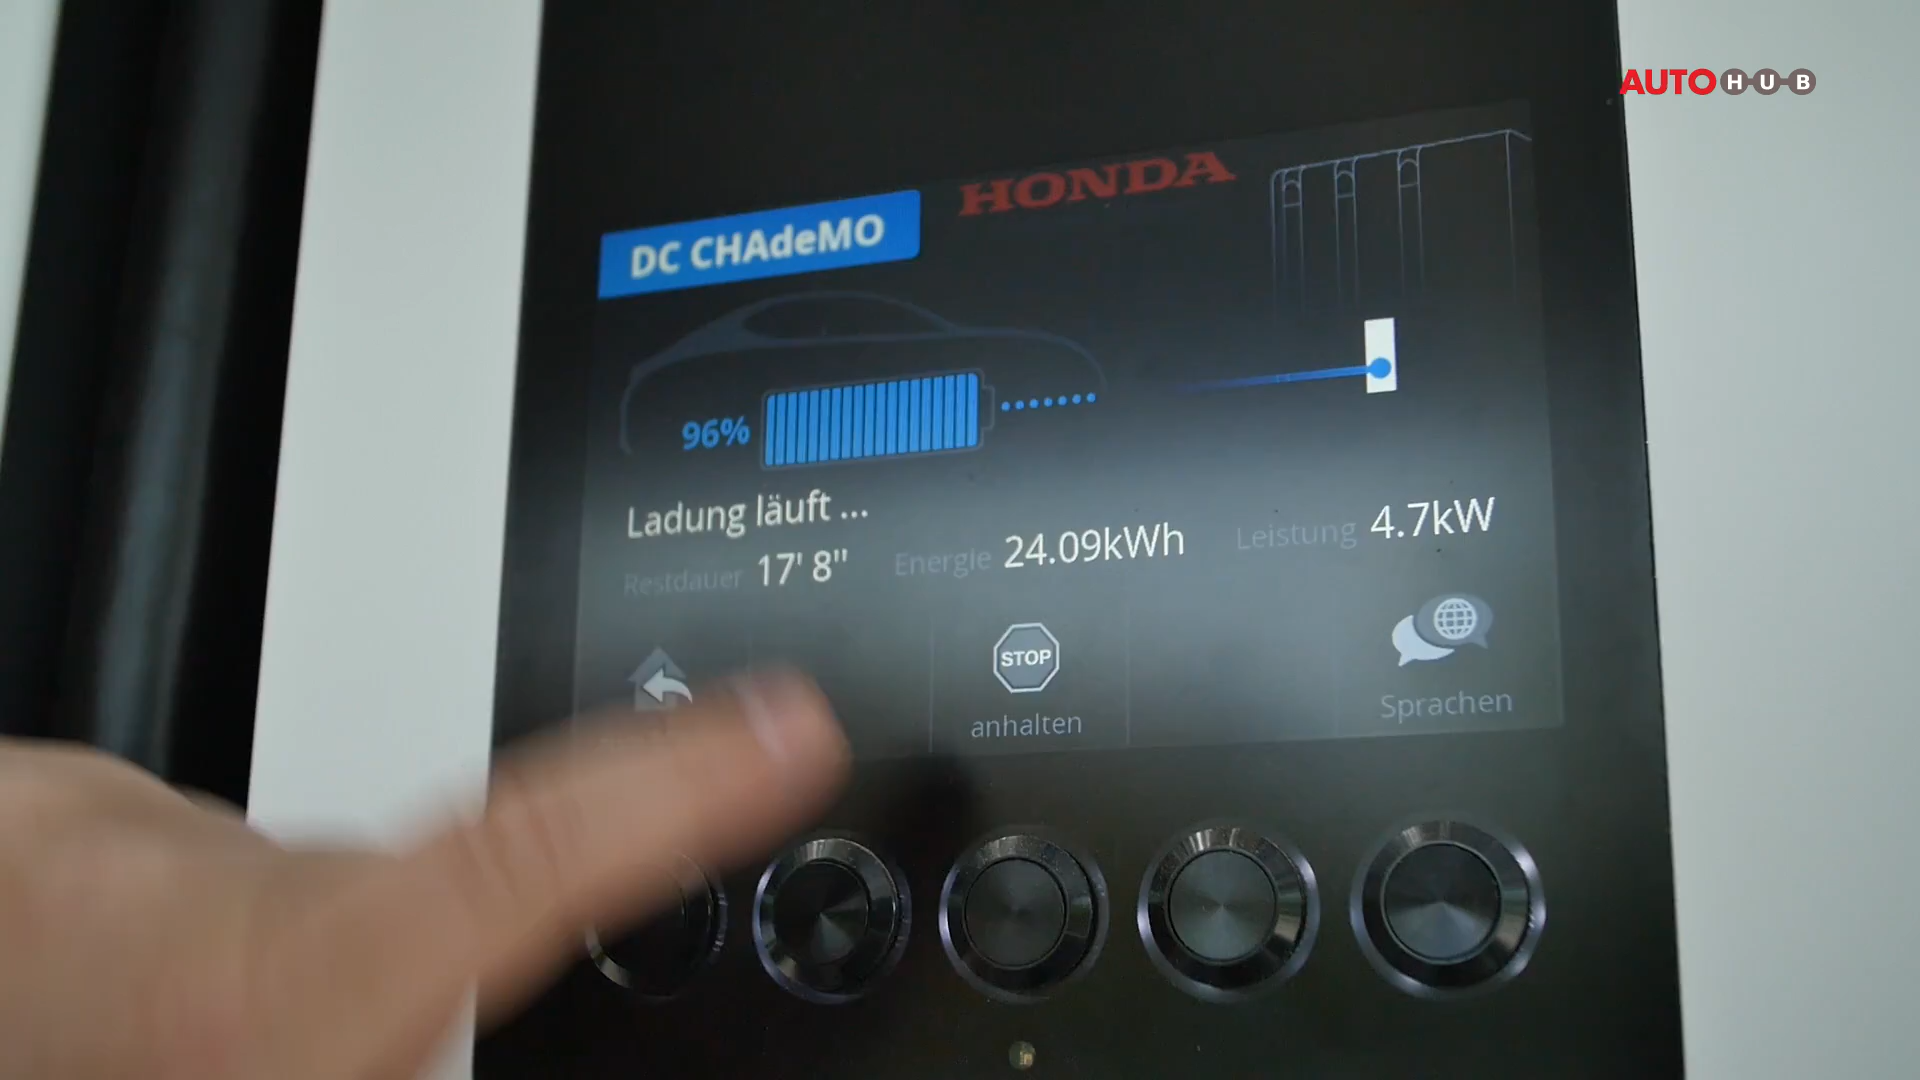 AUTO HUB
HONDA
DC CHAdeMO
96%
Ladung läuft ...
Restdauer 17' 8" Energie 24.09kWh Leistung 4.7kW
STOP
anhalten
Sprachen